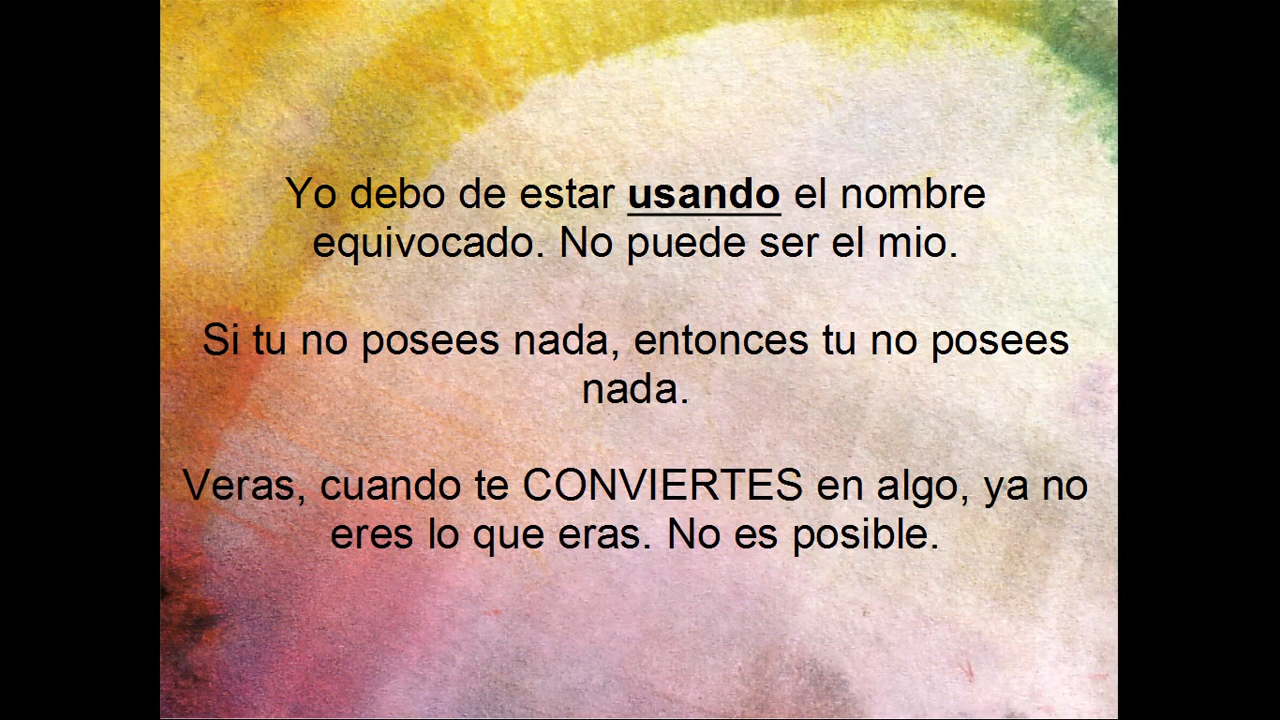 Yo debo de estar usando el nombre
equivocado. No puede ser el mio.
Si tu no posees nada, entonces tu no posees
nada.
Veras, cuando te CONVIERTES en algo, ya no
eres lo que eras. No es posible.